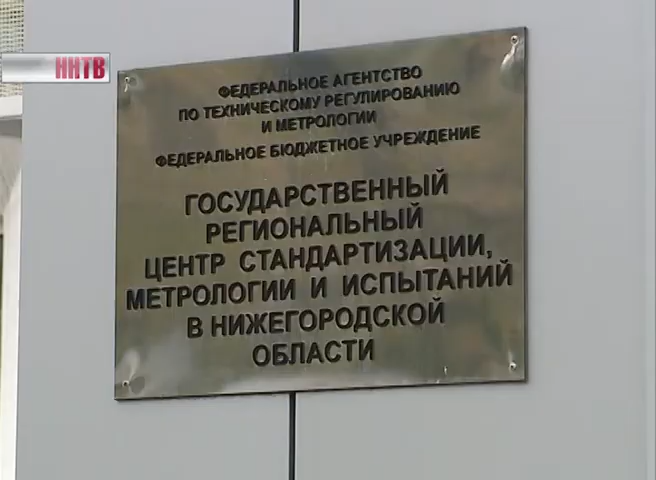 ННТВ
ФЕДЕРАЛЬНОЕ АГЕНТСТВО
ПО ТЕХНИЧЕСКОМУ РЕГУЛИРОВАНИЮ
И МЕТРОЛОГИИ
ФЕДЕРАЛЬНОЕ БЮДЖЕТНОЕ УЧРЕЖДЕНИЕ
ГОСУДАРСТВЕННЫЙ
РЕГИОНАЛЬНЫЙ
ЦЕНТР СТАНДАРТИЗАЦИИ,
МЕТРОЛОГИИ И ИСПЫТАНИЙ
В НИЖЕГОРОДСКОЙ
ОБЛАСТИ